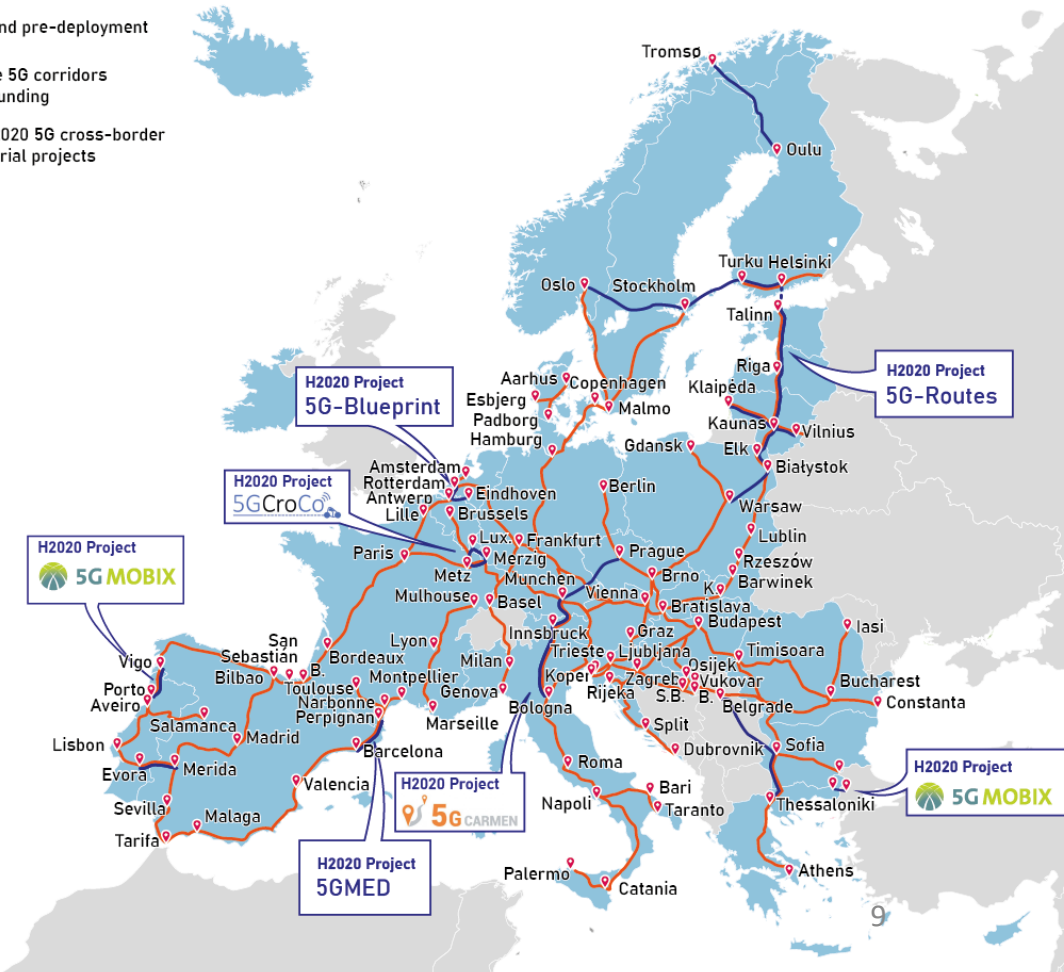 nd pre-deployment
e 5G corridors
unding
020 5G cross-border
rial projects
Tromsø
Oulu
Turku Helsinki
Oslo
Stockholm
Talinn
Riga
H2020 Project
5G-Routes
Klaipėda
Aarhus
Copenhagen
Esbjerg
Malmo
Padborg
Kaunas
Vilnius
Hamburg
Gdansk
Elk
Białystok
H2020 Project
5G-Blueprint
Amsterdam
Rotterdam
Antwero
Eindhoven
Berlin
Warsaw
Lille
Brussels
H2020 Project
5GCroCo
Lublin
Lux.
Frankfurt
Paris
Merzig
Prague
Rzeszów
Metz
Munchen
Brno
Barwinek
K.
H2020 Project
5G MOBIX
Mulhouse
Basel
Vienna
Bratislava
Budapest
Innsbruck
Graz
Iasi
Lyon
San
Sebastian
B.
Bordeaux
Milan
Trieste
Ljubljana
Timisoara
Vigo
Bilbao
Toulouse
Montpellier
Genova
Koper
Zagreb
Osijek
Vukovar
Bucharest
Porto
Narbonne
Bologna
Rijeka
S.B.
B.
Belgrade
Constanta
Aveiro
Perpignan
Marseille
Salamanca
Split
Lisbon
Madrid
Barcelona
Dubrovnik
Sofia
Evora
Merida
Roma
H2020 Project
5G MOBIX
Valencia
H2020 Project
5G CARMEN
Bari
Sevilla
Napoli
Taranto
Thessaloniki
Malaga
Tarifa
H2020 Project
5GMED
Palermo
Catania
Athens
9